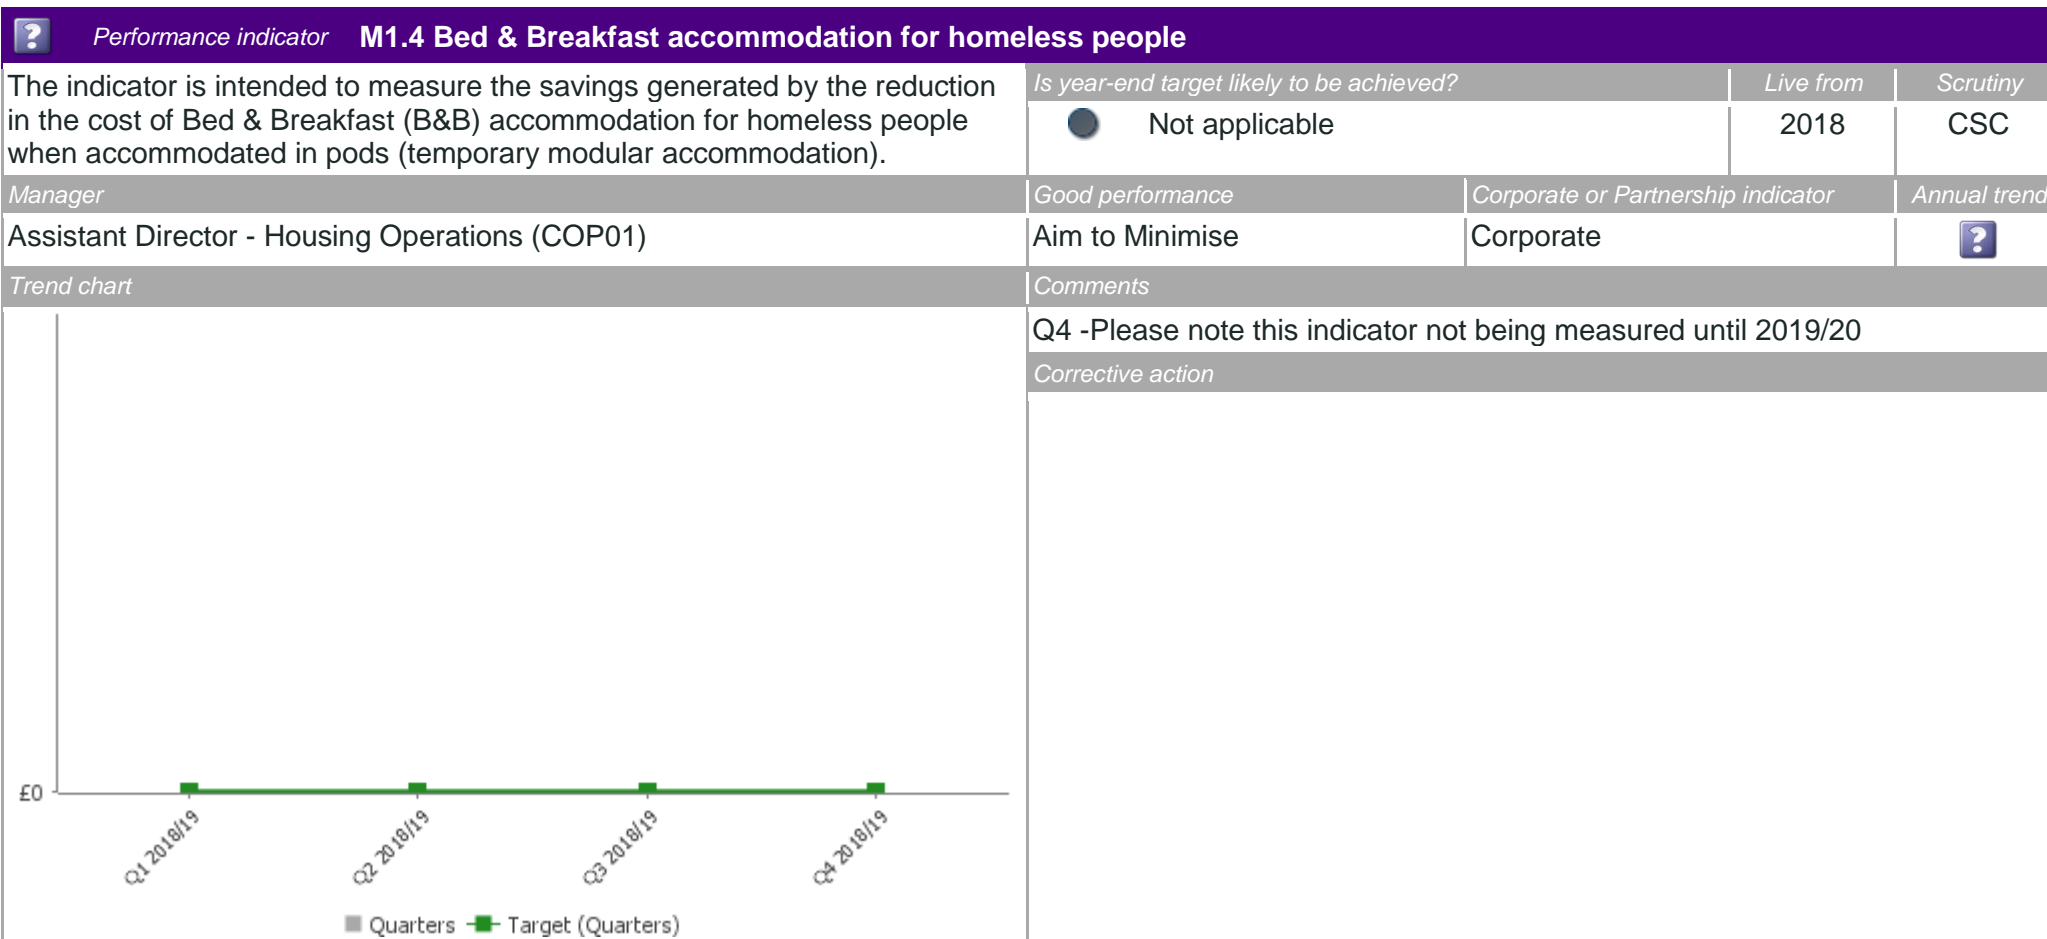 ? Performance indicator M1.4 Bed & Breakfast accommodation for homeless people
The indicator is intended to measure the savings generated by the reduction
in the cost of Bed & Breakfast (B&B) accommodation for homeless people
when accommodated in pods (temporary modular accommodation).
Is year-end target likely to be achieved? Live from Scrutiny
Not applicable 2018 CSC
Manager Good performance Corporate or Partnership indicator Annual trend
Assistant Director - Housing Operations (COP01) Aim to Minimise Corporate ?
Trend chart
£0
Q1 2018/19
Q2 2018/19
Q3 2018/19
Q4 2018/19
Quarters Target (Quarters)
Comments
Q4 -Please note this indicator not being measured until 2019/20
Corrective action